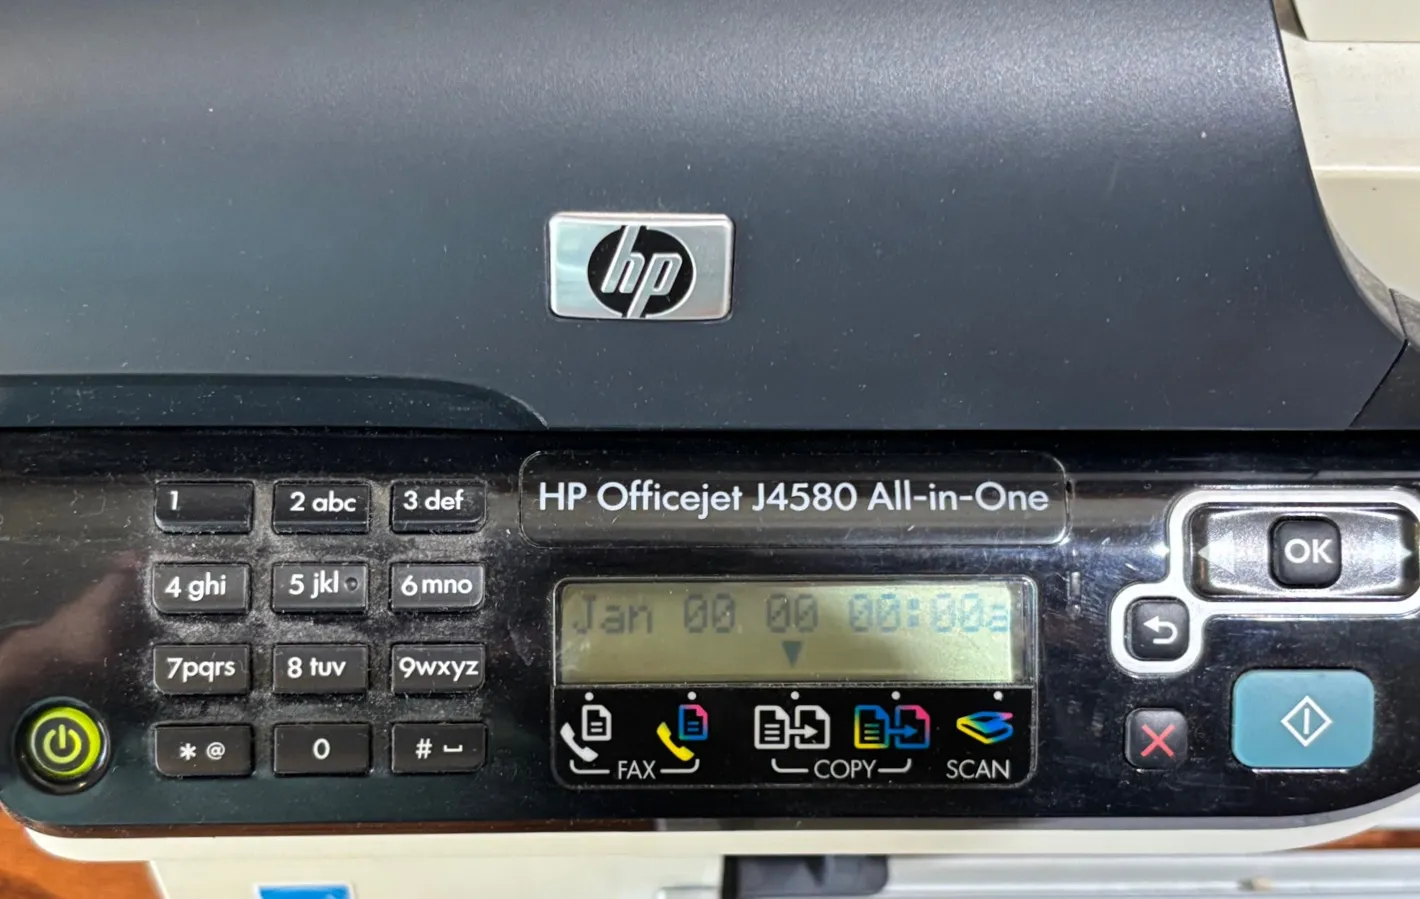 hp
HP Officejet J4580 All-in-One
1 2 abc 3 def
4 ghi 5 jkl 6 mno
7pqrs 8 tuv 9wxyz
* @ 0 # ⌴
Jan 00 00 00:00a
FAX COPY SCAN
OK